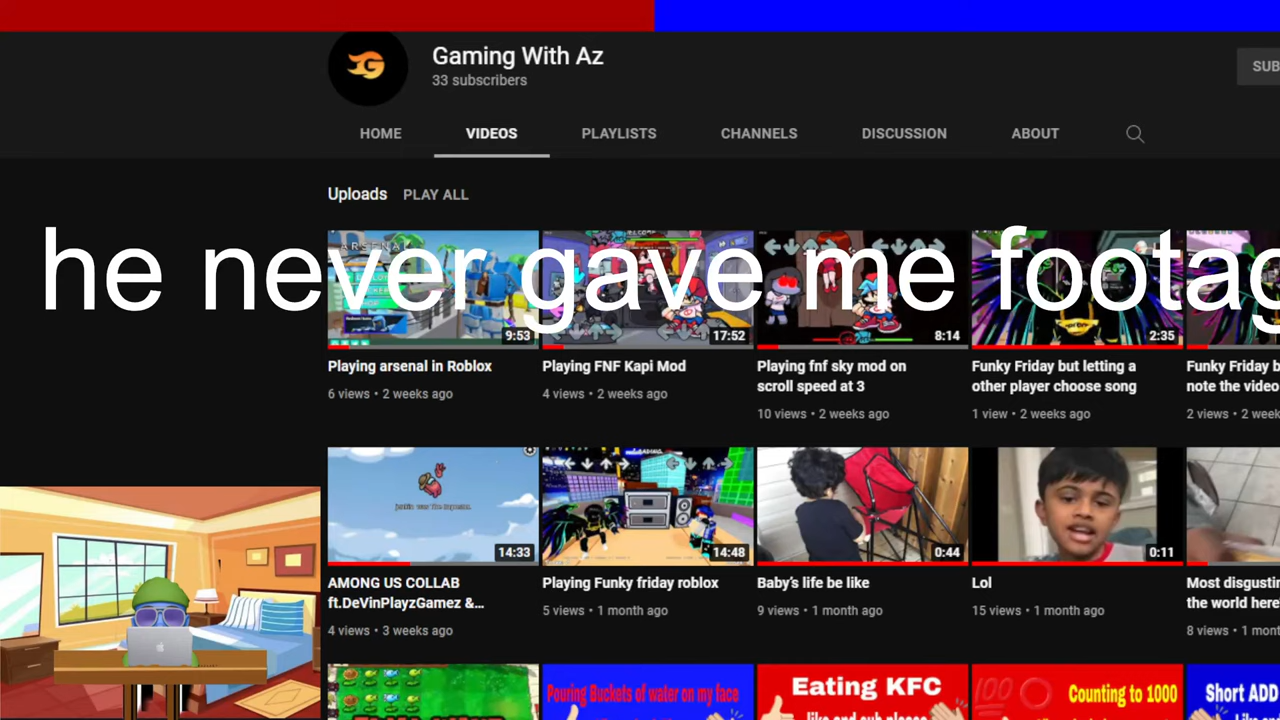 Gaming With Az
33 subscribers
SUB
HOME VIDEOS PLAYLISTS CHANNELS DISCUSSION ABOUT
Uploads PLAY ALL
he never gave me footag
ARSENAL
9:53 17:52 8:14 2:35
Playing arsenal in Roblox
6 views • 2 weeks ago
Playing FNF Kapi Mod
4 views • 2 weeks ago
Playing fnf sky mod on
scroll speed at 3
10 views • 2 weeks ago
Funky Friday but letting a
other player choose song
1 view • 2 weeks ago
Funky Friday b
note the video
2 views • 2 week
14:33 14:48 0:44 0:11
AMONG US COLLAB
ft.DeVinPlayzGamez &...
4 views • 3 weeks ago
Playing Funky friday roblox
5 views • 1 month ago
Baby's life be like
9 views • 1 month ago
Lol
15 views • 1 month ago
Most disgustin
the world here
8 views • 1 mont
Pouring Buckets of water on my face
Eating KFC
like and sub please
100
Counting to 1000
Short ADD